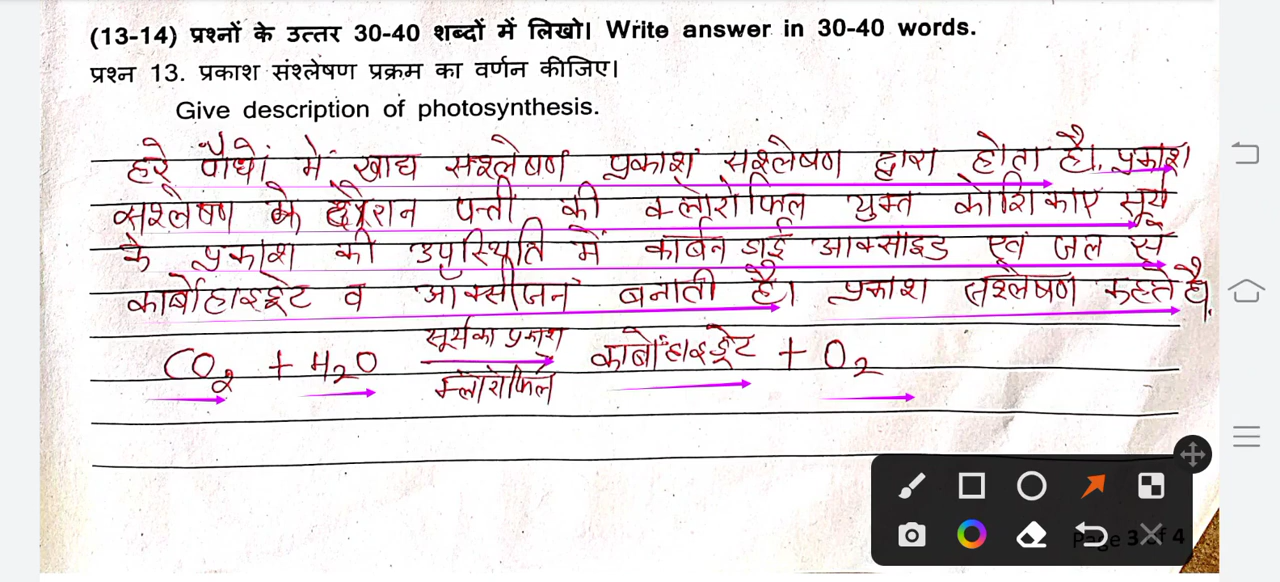 (13-14) प्रश्नों के उत्तर 30-40 शब्दों में लिखो। Write answer in 30-40 words.
प्रश्न 13. प्रकाश संश्लेषण प्रक्रम का वर्णन कीजिए।
Give description of photosynthesis.
हरे पौधों में खाद्य संश्लेषण प्रकाश संश्लेषण द्वारा होता है। प्रकाश
संश्लेषण के दौरान पत्ती की क्लोरोफिल युक्त कोशिकाए सूर्य
के प्रकाश की उपस्थिति में कार्बन डाई आक्साइड एवं जल से
कार्बोहाइड्रेट व आक्सीजन बनाती है। प्रकाश संश्लेषण कहते है।
सूर्य का प्रकाश
CO₂ + H₂O कार्बोहाइड्रेट + O₂
क्लोरोफिल
Page 3 of 4